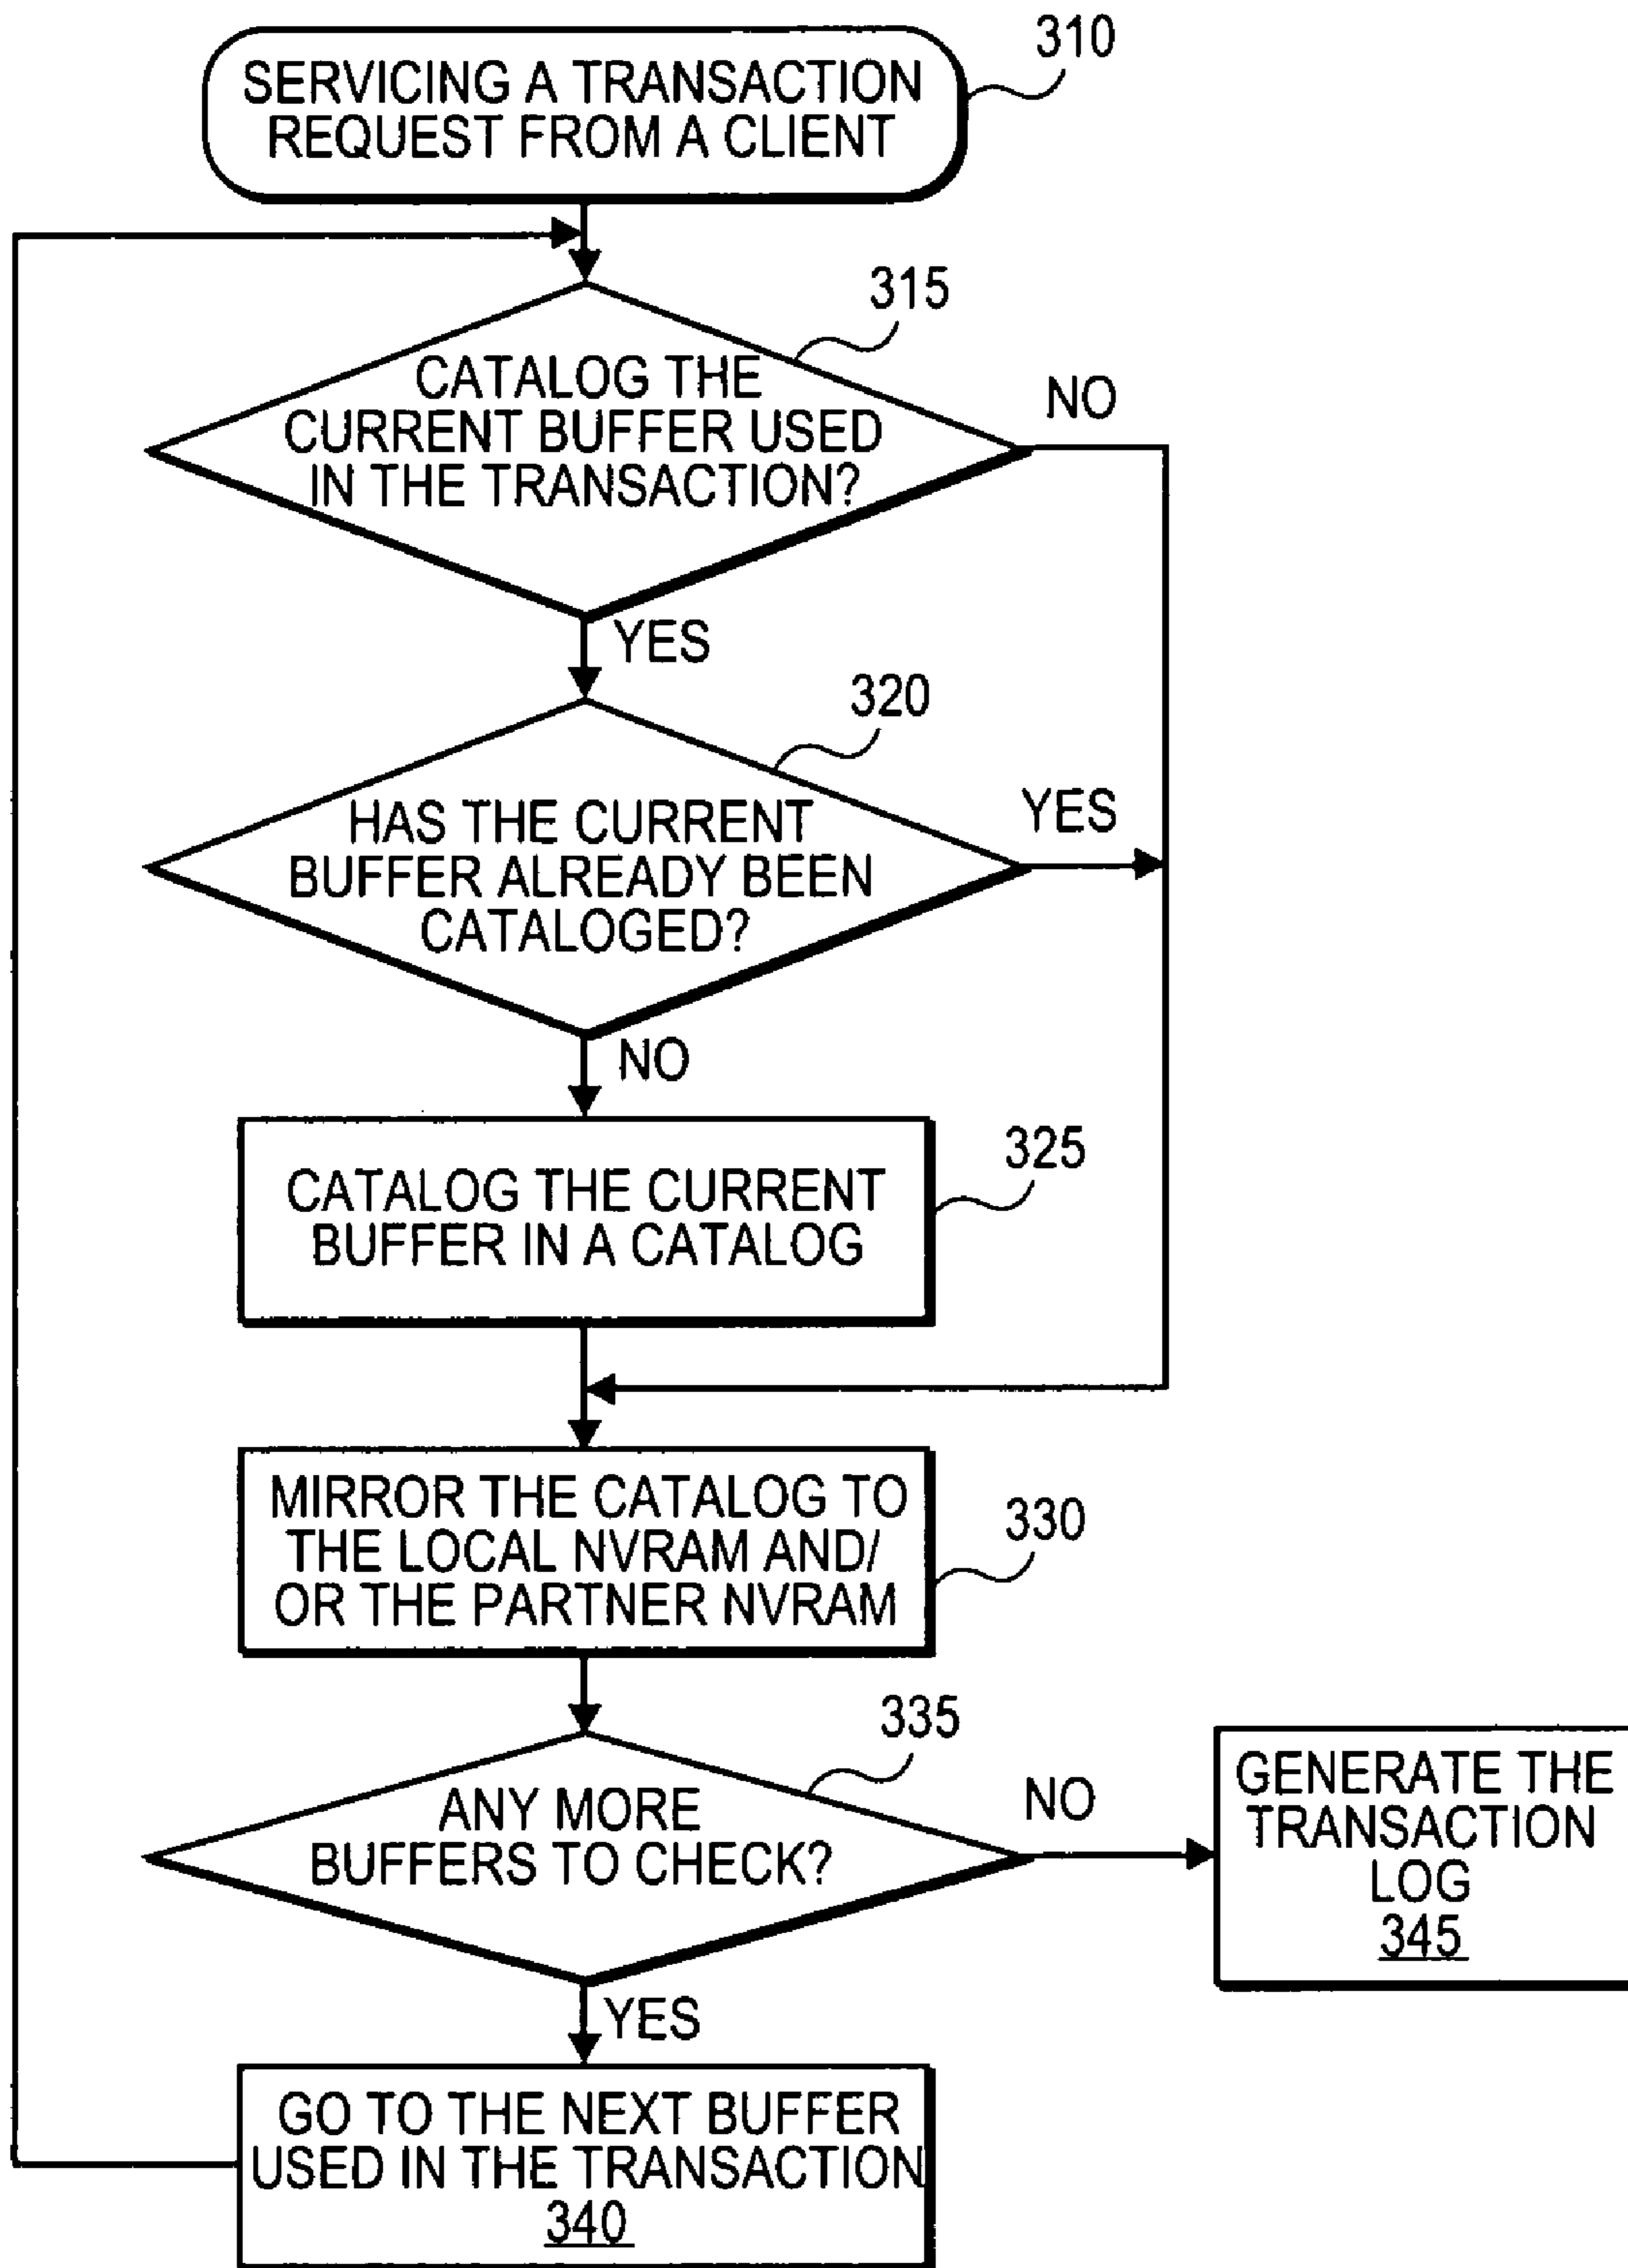 310
SERVICING A TRANSACTION
REQUEST FROM A CLIENT
315
CATALOG THE
CURRENT BUFFER USED
IN THE TRANSACTION?
NO
YES
320
HAS THE CURRENT
BUFFER ALREADY BEEN
CATALOGED?
YES
NO
325
CATALOG THE CURRENT
BUFFER IN A CATALOG
MIRROR THE CATALOG TO
THE LOCAL NVRAM AND/
OR THE PARTNER NVRAM
330
335
ANY MORE
BUFFERS TO CHECK?
NO
GENERATE THE
TRANSACTION
LOG
345
YES
GO TO THE NEXT BUFFER
USED IN THE TRANSACTION
340